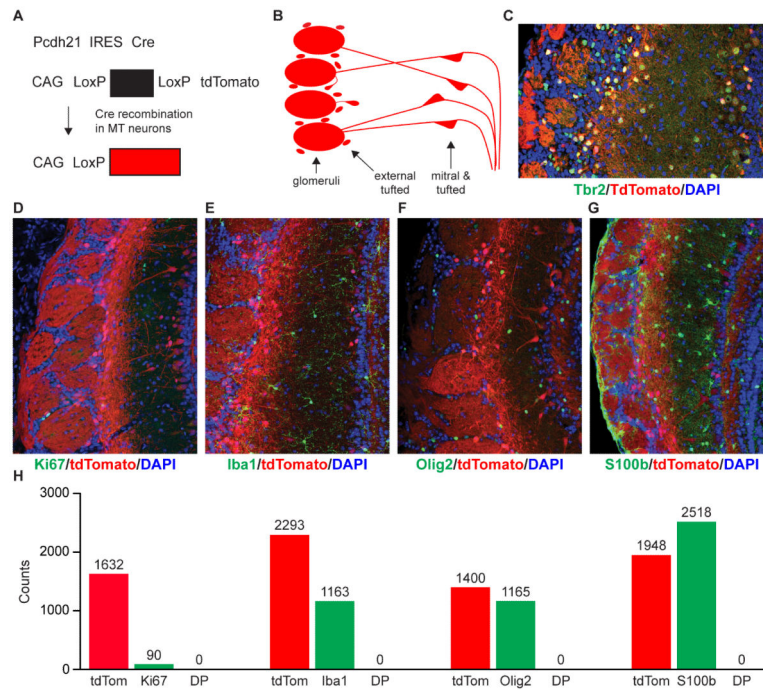 A
Pcdh21 IRES Cre
CAG LoxP LoxP tdTomato
Cre recombination
in MT neurons
CAG LoxP
B
glomeruli
external
tufted
mitral &
tufted
C
Tbr2/TdTomato/DAPI
D
Ki67/tdTomato/DAPI
E
Iba1/tdTomato/DAPI
F
Olig2/tdTomato/DAPI
G
S100b/tdTomato/DAPI
H
Counts
3000
2000
1000
0
1632
90
0
2293
1163
0
1400
1165
0
1948
2518
0
tdTom Ki67 DP tdTom Iba1 DP tdTom Olig2 DP tdTom S100b DP